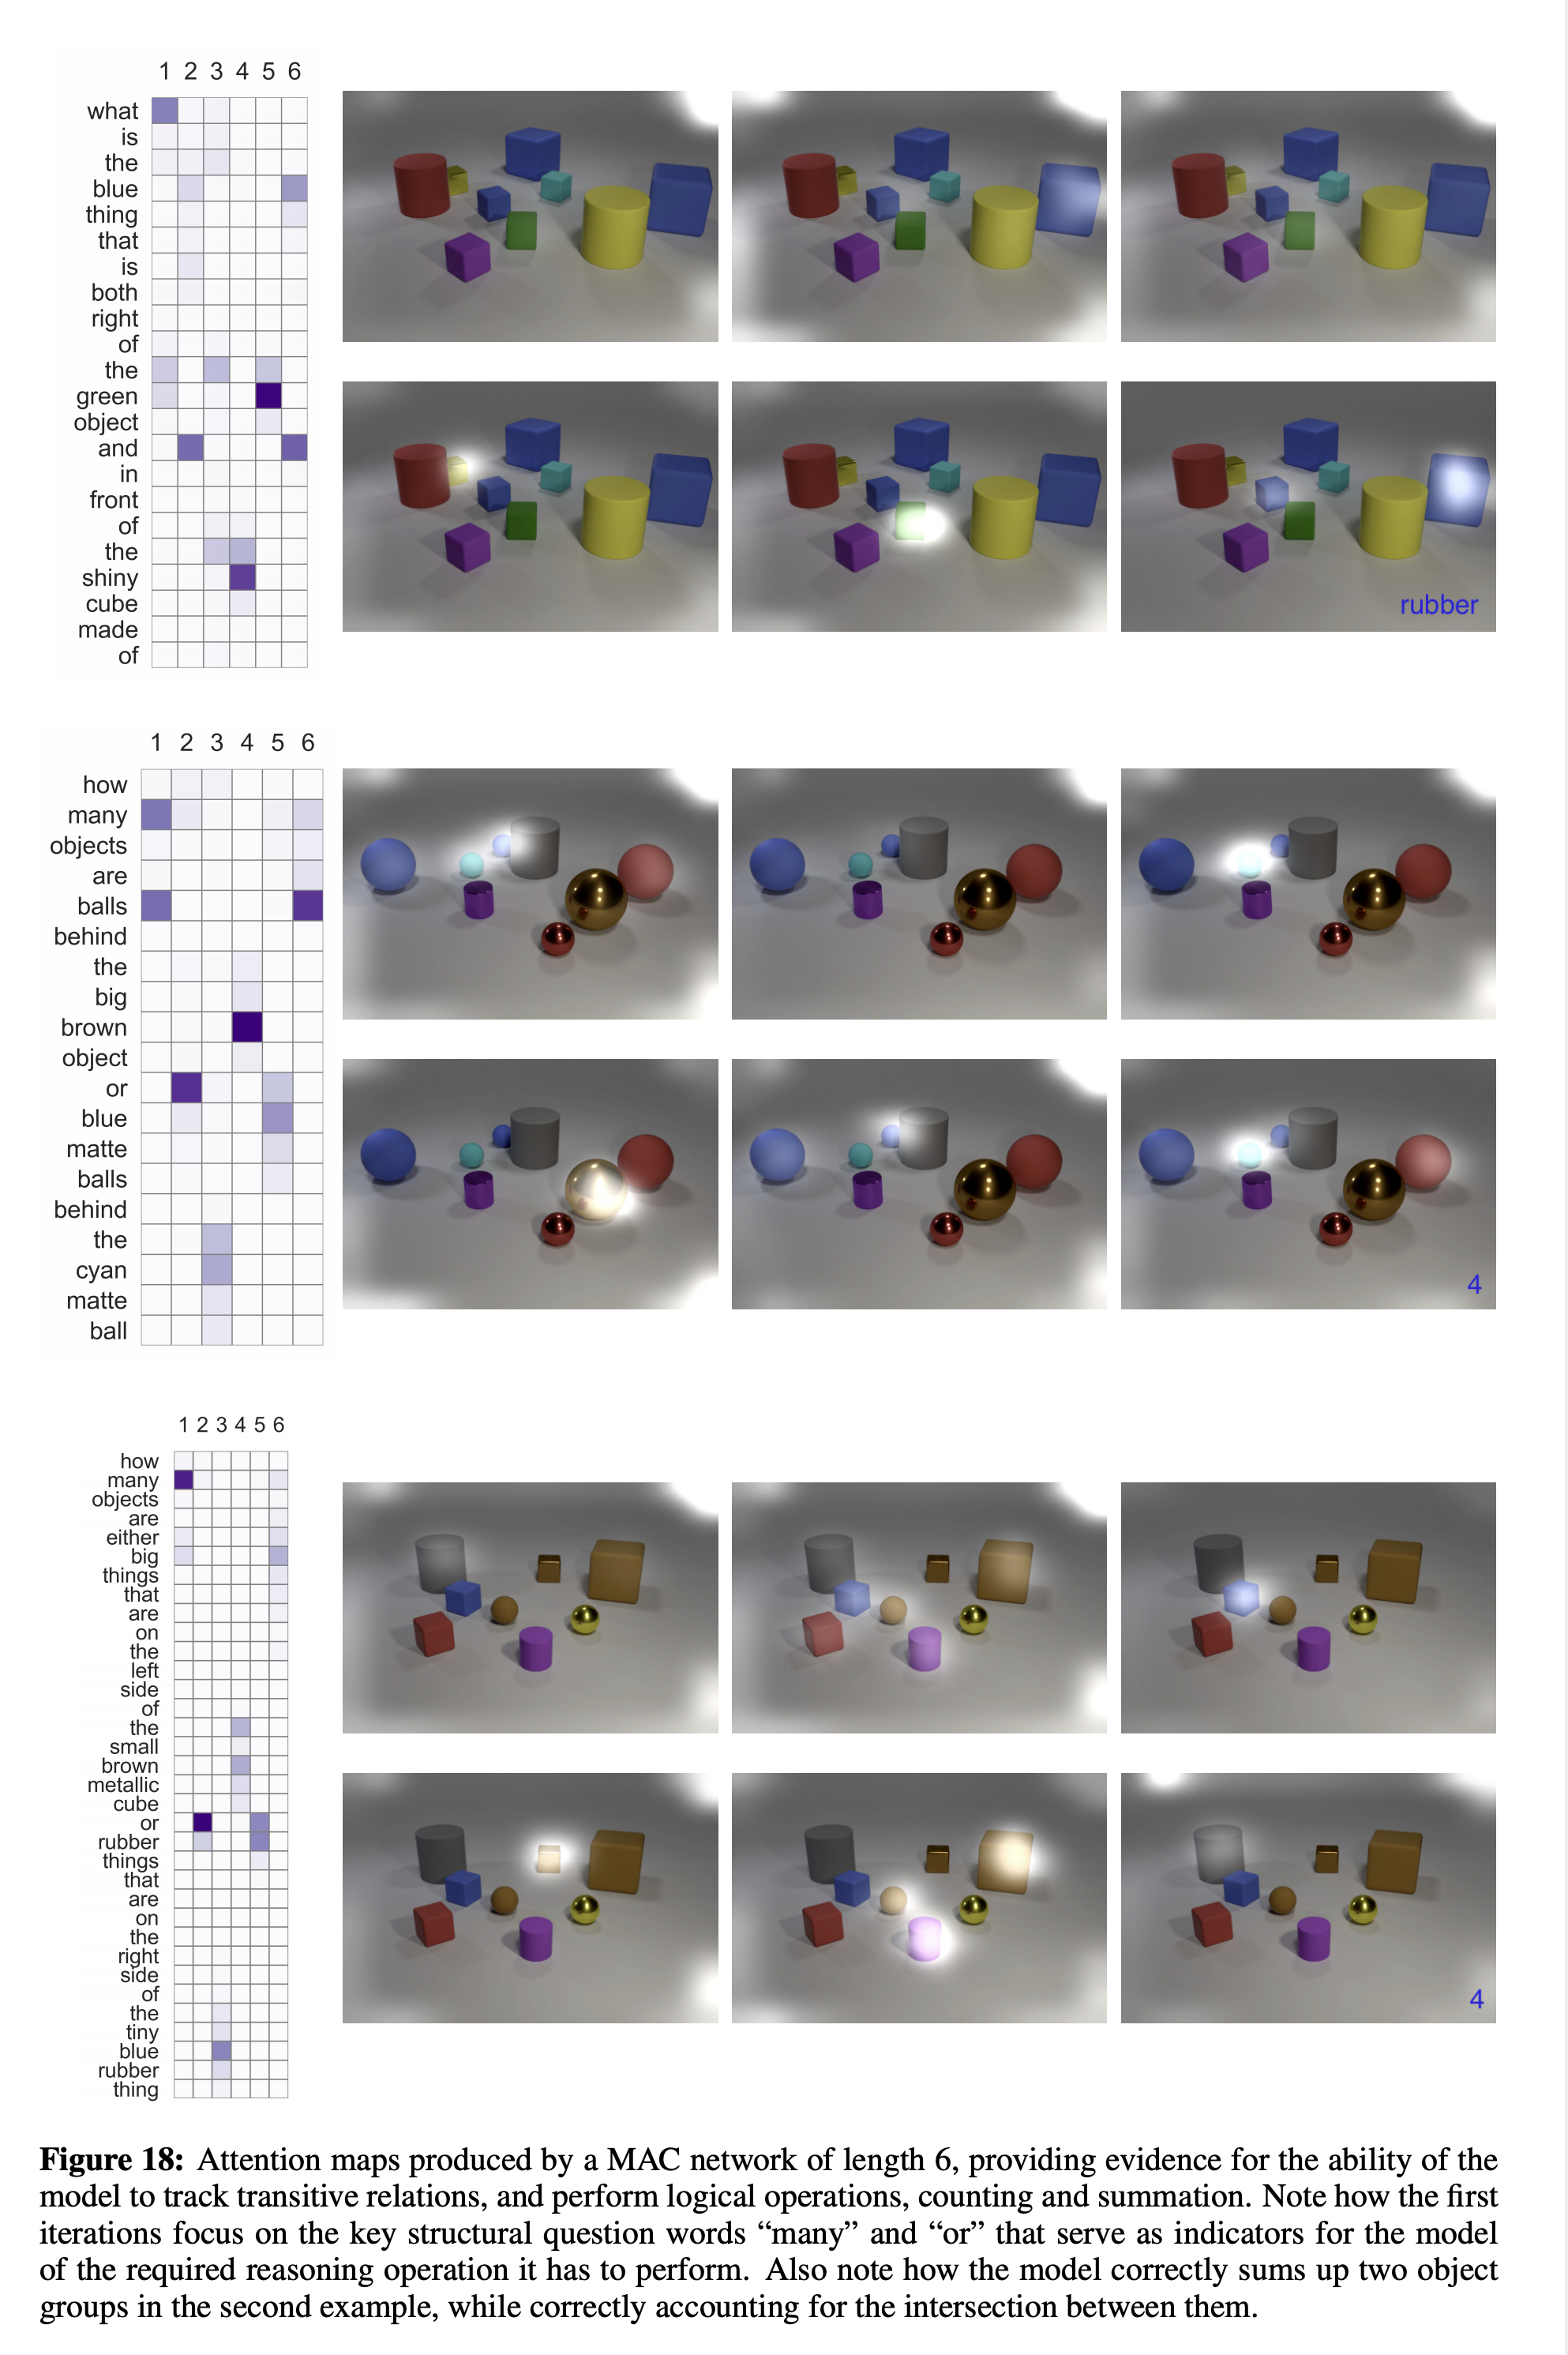 1 2 3 4 5 6
what
is
the
blue
thing
that
is
both
right
of
the
green
object
and
in
front
of
the
shiny
cube
made
of
rubber
1 2 3 4 5 6
how
many
objects
are
balls
behind
the
big
brown
object
or
blue
matte
balls
behind
the
cyan
matte
ball
4
1 2 3 4 5 6
how
many
objects
are
either
big
things
that
are
on
the
left
side
of
the
small
brown
metallic
cube
or
rubber
things
that
are
on
the
right
side
of
the
tiny
blue
rubber
thing
4
Figure 18: Attention maps produced by a MAC network of length 6, providing evidence for the ability of the
model to track transitive relations, and perform logical operations, counting and summation. Note how the first
iterations focus on the key structural question words “many” and “or” that serve as indicators for the model
of the required reasoning operation it has to perform. Also note how the model correctly sums up two object
groups in the second example, while correctly accounting for the intersection between them.